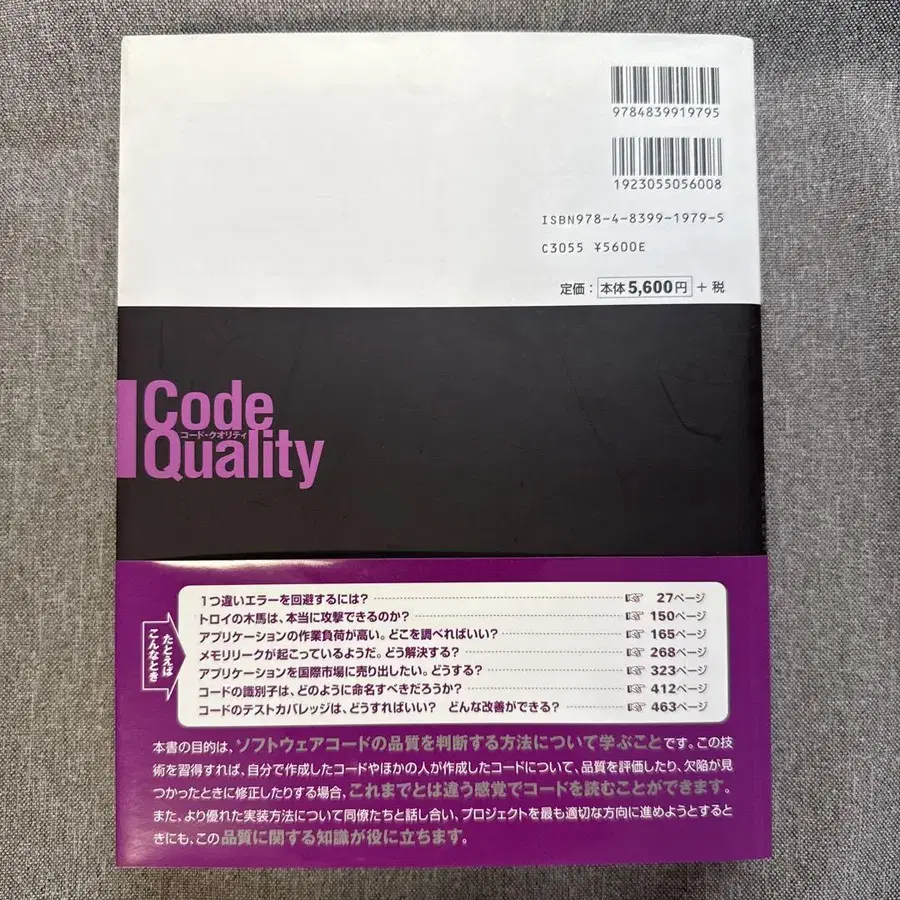 9784839919795
1923055056008
ISBN978-4-8399-1979-5
C3055 ¥5600E
定価：本体5,600円＋税
Code
コード・クオリティ
Quality
たとえば
こんなとき
1つ違いエラーを回避するには？ 27ページ
トロイの木馬は、本当に攻撃できるのか？ 150ページ
アプリケーションの作業負荷が高い。どこを調べればいい？ 165ページ
メモリリークが起こっているようだ。どう解決する？ 268ページ
アプリケーションを国際市場に売り出したい。どうする？ 323ページ
コードの識別子は、どのように命名すべきだろうか？ 412ページ
コードのテストカバレッジは、どうすればいい？ どんな改善ができる？ 463ページ
本書の目的は、ソフトウェアコードの品質を判断する方法について学ぶことです。この技
術を習得すれば、自分で作成したコードやほかの人が作成したコードについて、品質を評価したり、欠陥が見
つかったときに修正したりする場合、これまでとは違う感覚でコードを読むことができます。
また、より優れた実装方法について同僚たちと話し合い、プロジェクトを最も適切な方向に進めようとすると
きにも、この品質に関する知識が役に立ちます。